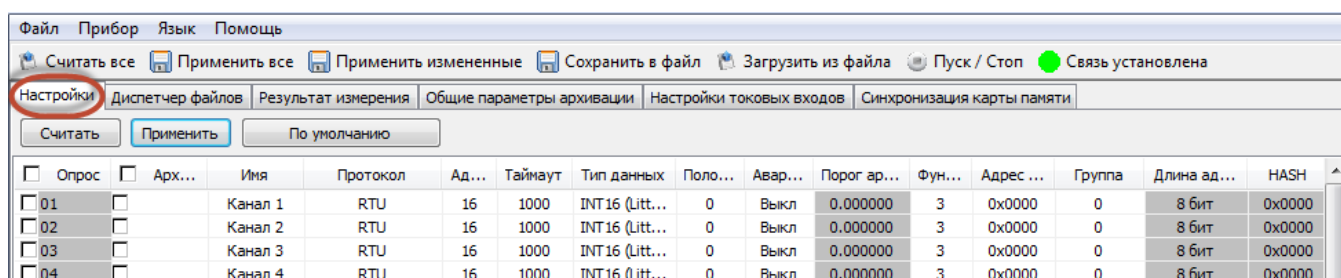 Файл Прибор Язык Помощь
Считать все Применить все Применить измененные Сохранить в файл Загрузить из файла Пуск / Стоп Связь установлена
Настройки Диспетчер файлов Результат измерения Общие параметры архивации Настройки токовых входов Синхронизация карты памяти
Считать Применить По умолчанию
Опрос Арх... Имя Протокол Ад... Таймаут Тип данных Поло... Авар... Порог ар... Фун... Адрес ... Группа Длина ад... HASH
01 Канал 1 RTU 16 1000 INT16 (Litt... 0 Выкл 0.000000 3 0x0000 0 8 бит 0x0000
02 Канал 2 RTU 16 1000 INT16 (Litt... 0 Выкл 0.000000 3 0x0000 0 8 бит 0x0000
03 Канал 3 RTU 16 1000 INT16 (Litt... 0 Выкл 0.000000 3 0x0000 0 8 бит 0x0000
04 Канал 4 RTU 16 1000 INT16 (Litt... 0 Выкл 0.000000 3 0x0000 0 8 бит 0x0000